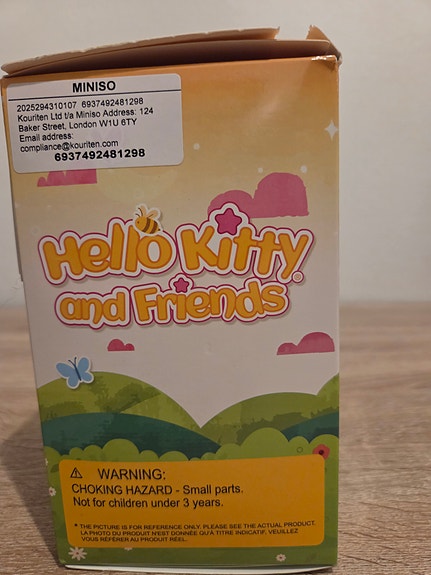 MINISO
2025294310107 6937492481298
Kouriten Ltd t/a Miniso Address: 124
Baker Street, London W1U 6TY
Email address:
compliance@kouriten.com
6937492481298
Hello Kitty
and Friends®
⚠ WARNING:
CHOKING HAZARD - Small parts.
Not for children under 3 years.
* THE PICTURE IS FOR REFERENCE ONLY. PLEASE SEE THE ACTUAL PRODUCT.
LA PHOTO DU PRODUIT N'EST DONNÉE QU'À TITRE INDICATIF. VEUILLEZ
VOUS RÉFÉRER AU PRODUIT RÉEL.